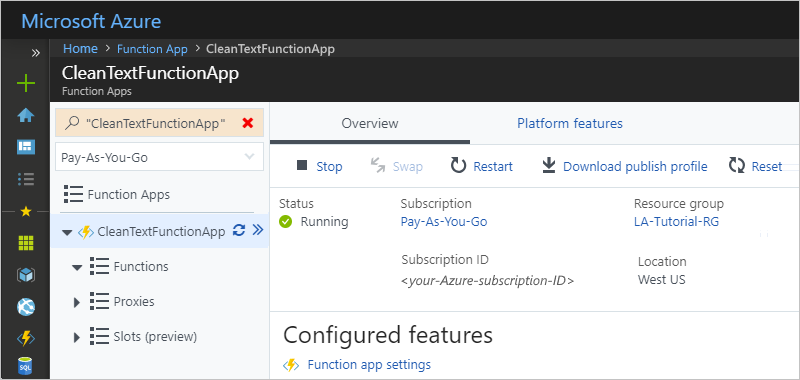 Microsoft Azure
Home > Function App > CleanTextFunctionApp
CleanTextFunctionApp
Function Apps
"CleanTextFunctionApp"
Pay-As-You-Go
Function Apps
CleanTextFunctionApp
Functions
Proxies
Slots (preview)
Overview Platform features
Stop Swap Restart Download publish profile Reset
Status Subscription Resource group
Running Pay-As-You-Go LA-Tutorial-RG
Subscription ID Location
<your-Azure-subscription-ID> West US
Configured features
Function app settings
SQL